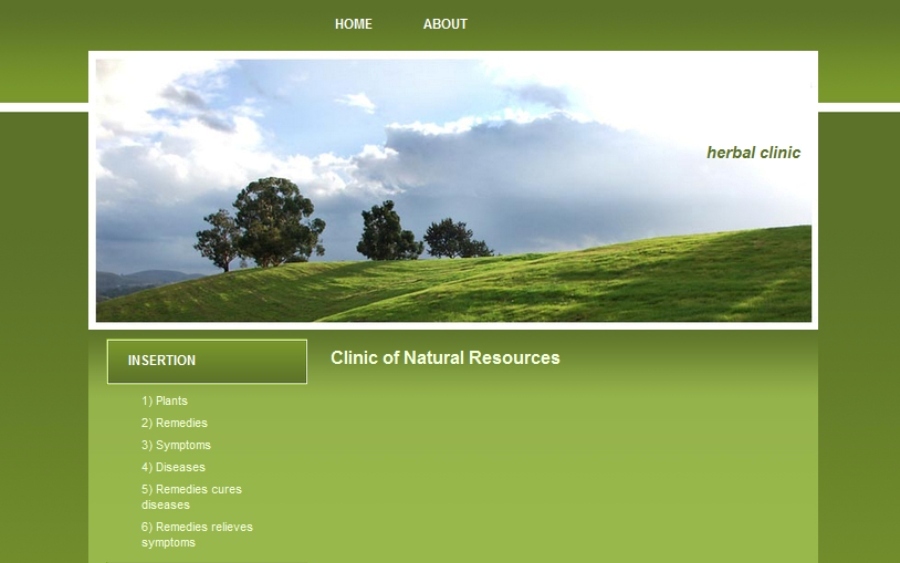 HOME ABOUT
herbal clinic
INSERTION
1) Plants
2) Remedies
3) Symptoms
4) Diseases
5) Remedies cures
diseases
6) Remedies relieves
symptoms
Clinic of Natural Resources